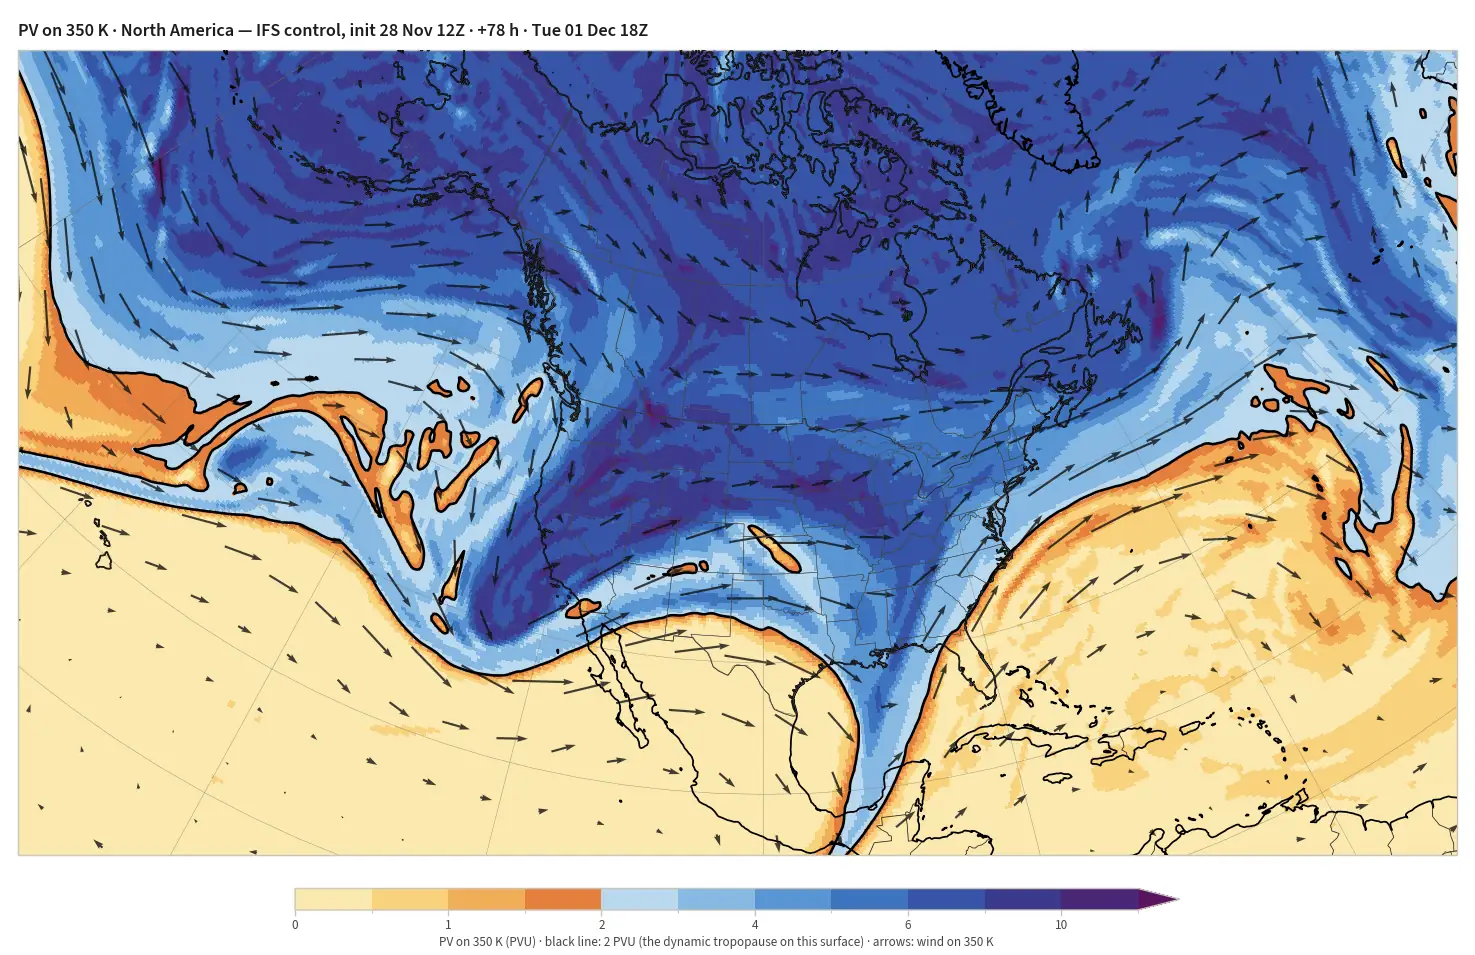 PV on 350 K · North America — IFS control, init 28 Nov 12Z · +78 h · Tue 01 Dec 18Z
0 1 2 4 6 10
PV on 350 K (PVU) · black line: 2 PVU (the dynamic tropopause on this surface) · arrows: wind on 350 K